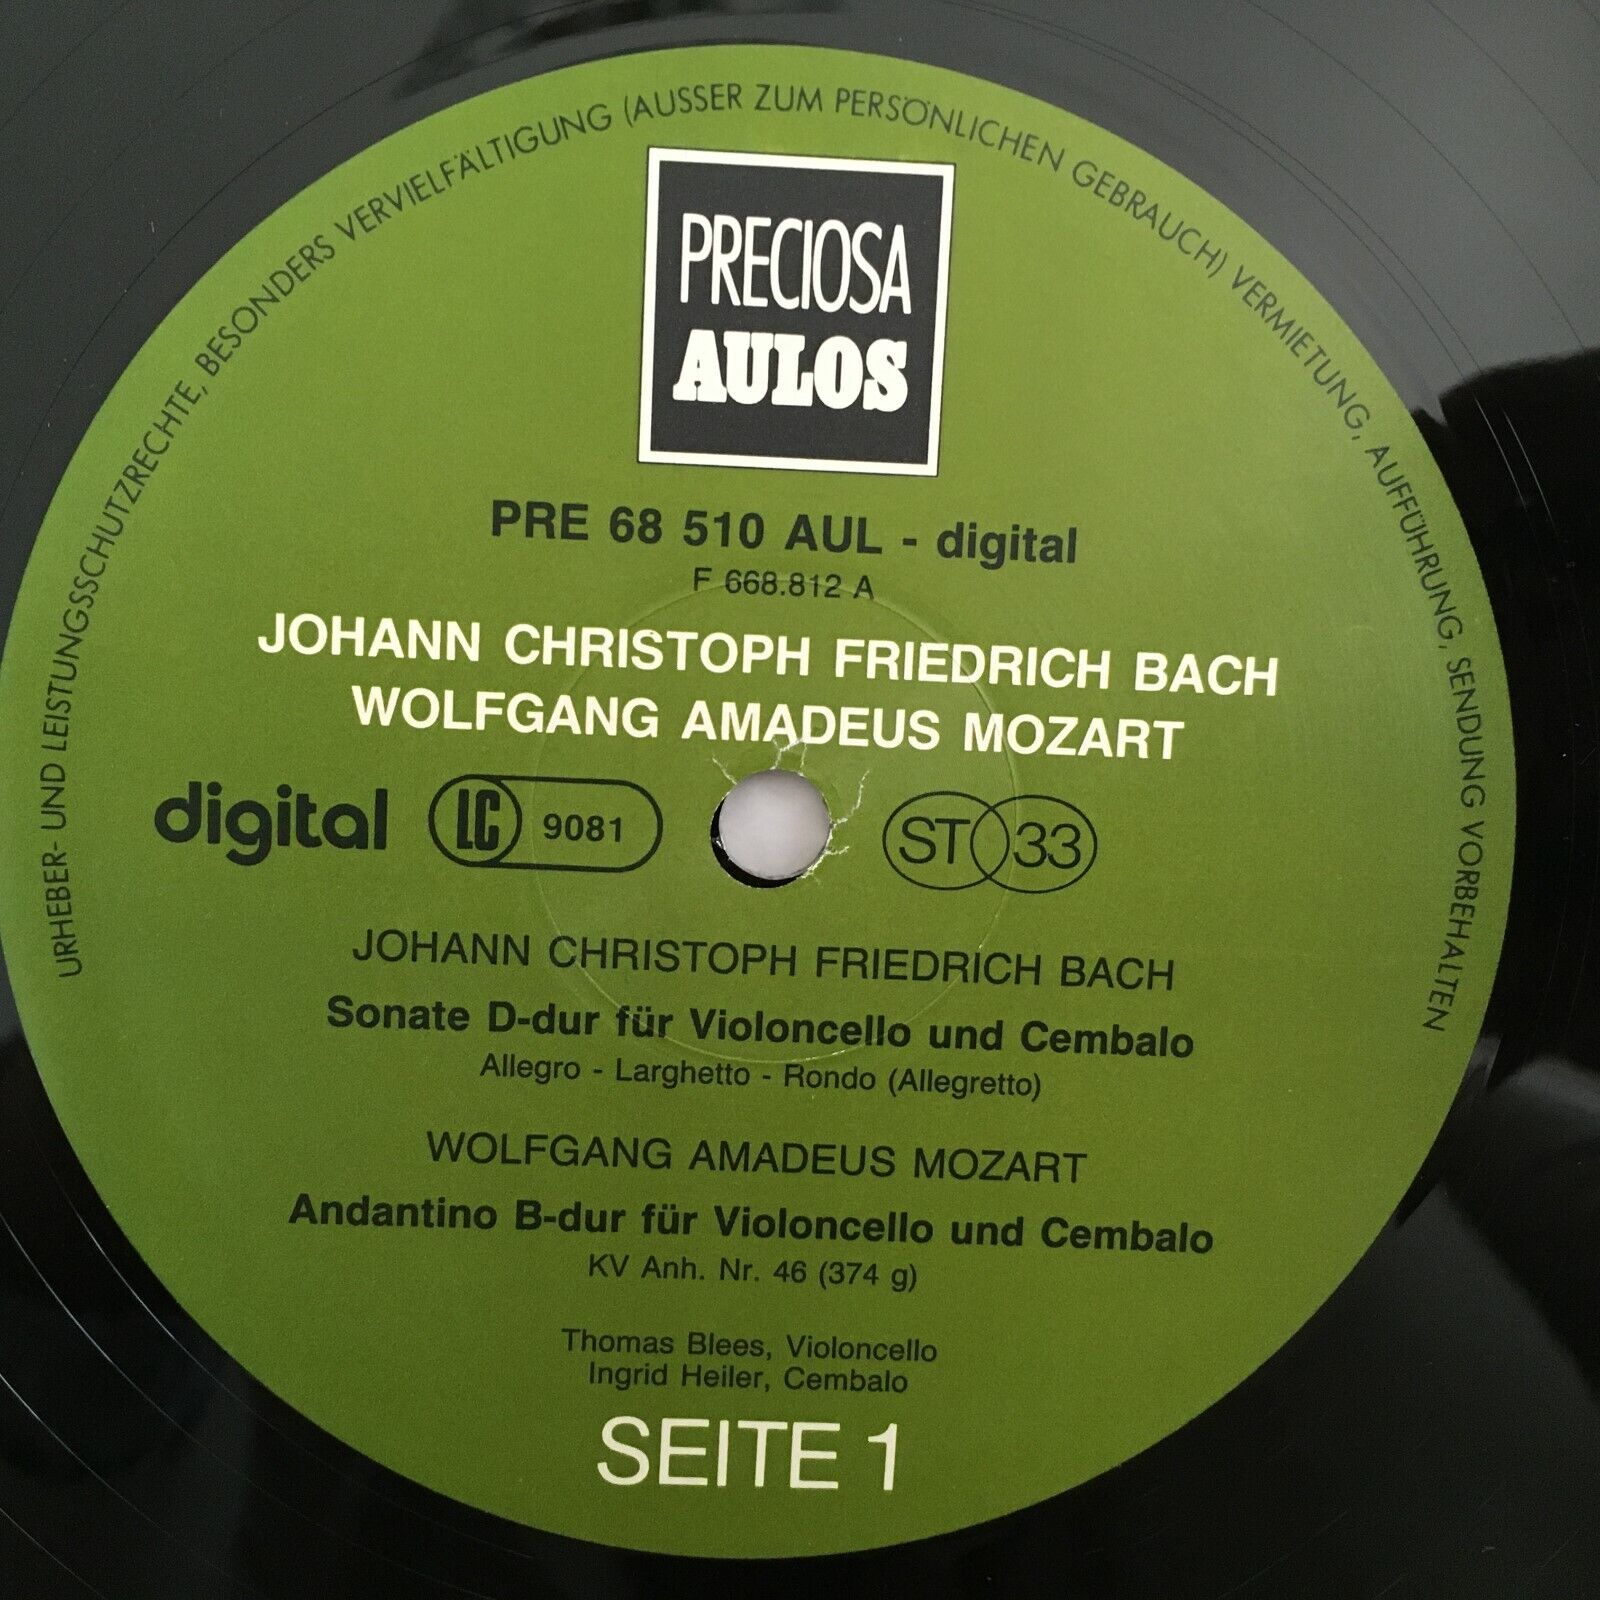 URHEBER- UND LEISTUNGSSCHUTZRECHTE, BESONDERS VERVIELFÄLTIGUNG (AUSSER ZUM PERSÖNLICHEN GEBRAUCH) VERMIETUNG, AUFFÜHRUNG, SENDUNG VORBEHALTEN
PRECIOSA
AULOS
PRE 68 510 AUL - digital
F 668.812 A
JOHANN CHRISTOPH FRIEDRICH BACH
WOLFGANG AMADEUS MOZART
digital LC 9081 ST 33
JOHANN CHRISTOPH FRIEDRICH BACH
Sonate D-dur für Violoncello und Cembalo
Allegro - Larghetto - Rondo (Allegretto)
WOLFGANG AMADEUS MOZART
Andantino B-dur für Violoncello und Cembalo
KV Anh. Nr. 46 (374 g)
Thomas Blees, Violoncello
Ingrid Heiler, Cembalo
SEITE 1